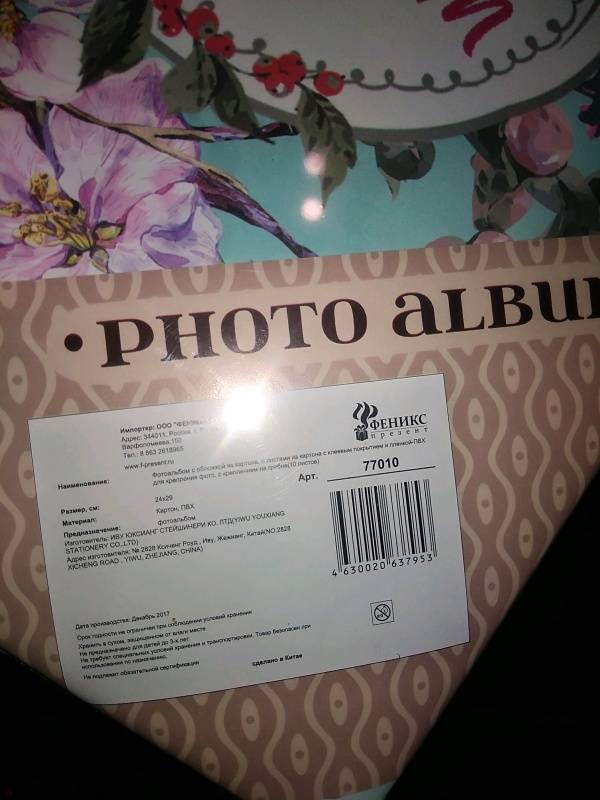 • PHOTO aLBU
Импортер: ООО
Адрес: 344011, Россия, г.
Варфоломеева, 150
Тел.: 8 863 2618965
www.f-present.ru
ФЕНИКС
презент
Наименование:
Фотоальбом с обложкой из картона, с листами из картона с клеевым покрытием и пленкой-ПВХ
для крепления фото, с креплением на гребне(10 листов)
Арт. 77010
Размер, см: 24x29
Материал: Картон, ПВХ
Предназначение: фотоальбом
Изготовитель: ИВУ ЮКСИАНГ СТЕЙШИНЕРИ КО. ЛТД(YIWU YOUXIANG
STATIONERY CO.,LTD)
Адрес изготовителя: № 2828 Ксиченг Роуд , Иву, Жежианг, Китай(NO.2828
XICHENG ROAD , YIWU, ZHEJIANG, CHINA)
4 630020 637953
Дата производства: Декабрь 2017
Срок годности не ограничен при соблюдении условий хранения
Хранить в сухом, защищенном от влаги месте
Не предназначено для детей до 3-х лет
Не требует специальных условий хранения и транспортировки. Товар безопасен при
использовании по назначению.
Не подлежит обязательной сертификации
сделано в Китае